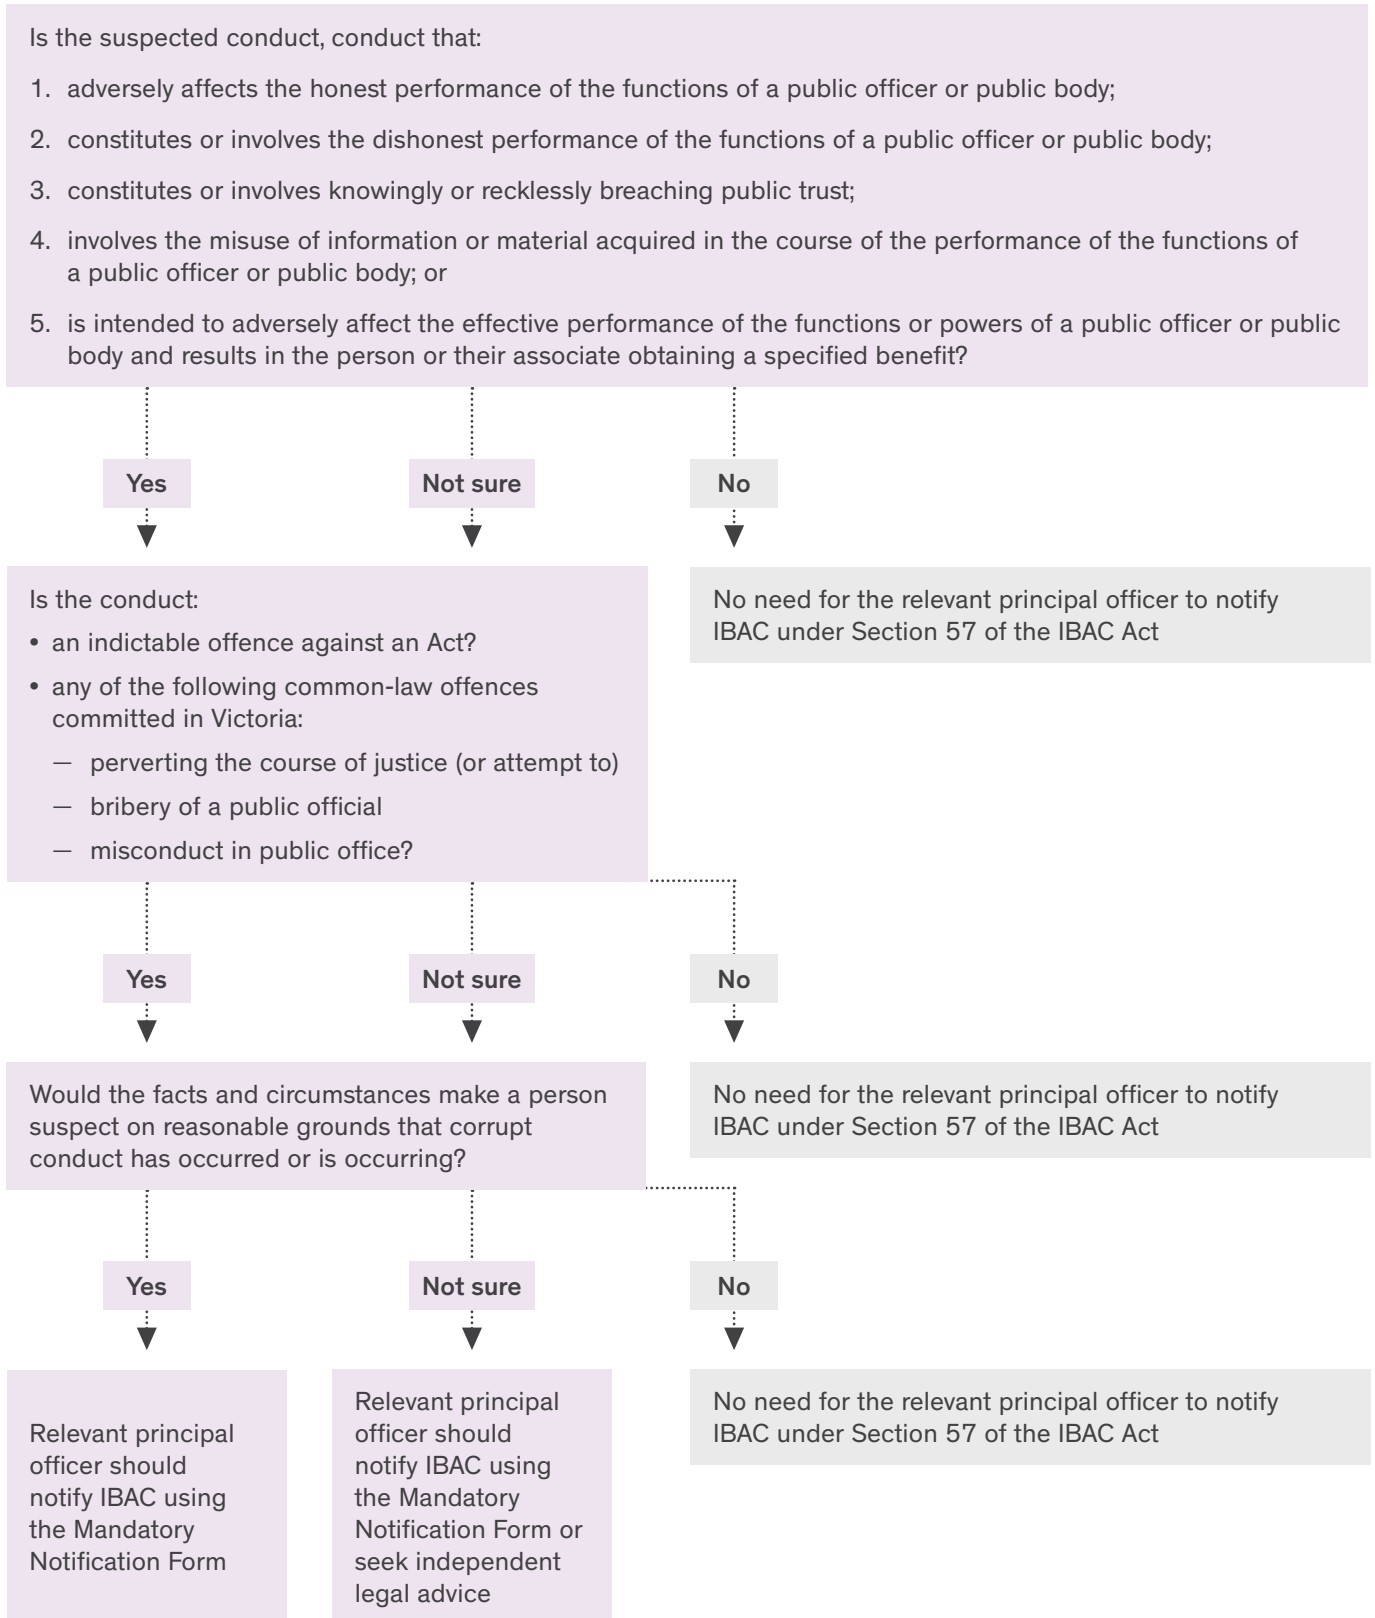 Is the suspected conduct, conduct that:
1. adversely affects the honest performance of the functions of a public officer or public body;
2. constitutes or involves the dishonest performance of the functions of a public officer or public body;
3. constitutes or involves knowingly or recklessly breaching public trust;
4. involves the misuse of information or material acquired in the course of the performance of the functions of
a public officer or public body; or
5. is intended to adversely affect the effective performance of the functions or powers of a public officer or public
body and results in the person or their associate obtaining a specified benefit?
Yes
Not sure
No
Is the conduct:
• an indictable offence against an Act?
• any of the following common-law offences
committed in Victoria:
— perverting the course of justice (or attempt to)
— bribery of a public official
— misconduct in public office?
No need for the relevant principal officer to notify
IBAC under Section 57 of the IBAC Act
Yes
Not sure
No
Would the facts and circumstances make a person
suspect on reasonable grounds that corrupt
conduct has occurred or is occurring?
No need for the relevant principal officer to notify
IBAC under Section 57 of the IBAC Act
Yes
Not sure
No
Relevant principal
officer should
notify IBAC using
the Mandatory
Notification Form
Relevant principal
officer should
notify IBAC using
the Mandatory
Notification Form or
seek independent
legal advice
No need for the relevant principal officer to notify
IBAC under Section 57 of the IBAC Act